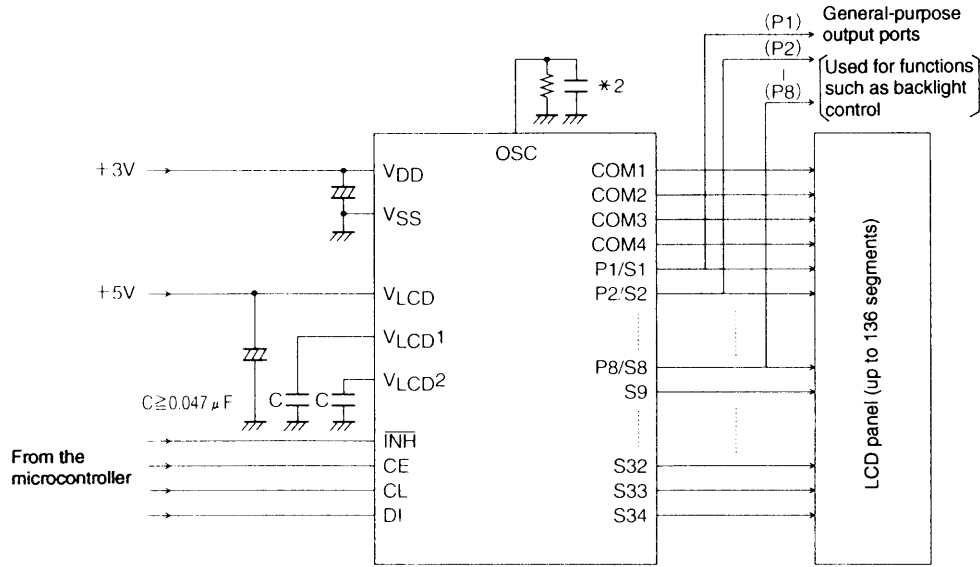 (P1)
General-purpose
output ports
(P2)
(P8)
Used for functions
such as backlight
control
*2
OSC
+3V
VDD
VSS
+5V
VLCD
VLCD1
VLCD2
C≧0.047μF
C
C
INH
From the
microcontroller
CE
CL
DI
COM1
COM2
COM3
COM4
P1/S1
P2/S2
P8/S8
S9
S32
S33
S34
LCD panel (up to 136 segments)